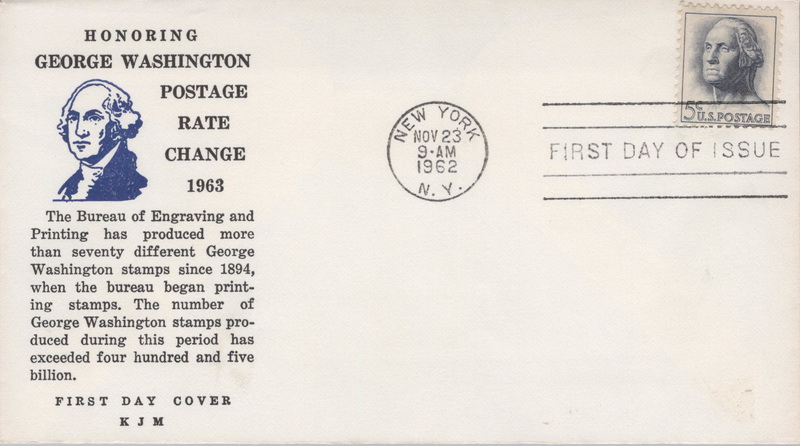 HONORING
GEORGE WASHINGTON
POSTAGE
RATE
CHANGE
1963
The Bureau of Engraving and
Printing has produced more
than seventy different George
Washington stamps since 1894,
when the bureau began print-
ing stamps. The number of
George Washington stamps pro-
duced during this period has
exceeded four hundred and five
billion.
FIRST DAY COVER
KJM
NEW YORK
NOV 23
9-AM
1962
N.Y.
5c U.S. POSTAGE
FIRST DAY OF ISSUE